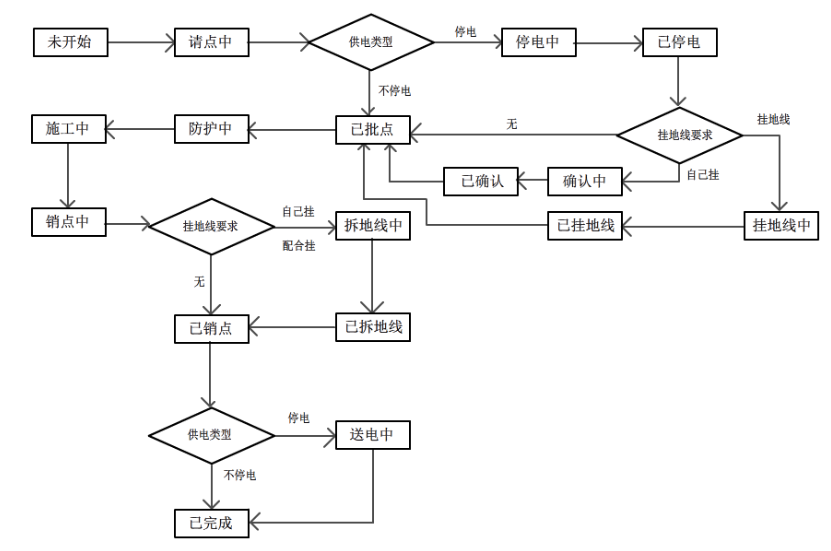 未开始
请点中
供电类型
停电
停电中
已停电
不停电
施工中
防护中
已批点
无
挂地线要求
挂地线
已确认
确认中
自己挂
销点中
挂地线要求
自己挂
配合挂
拆地线中
已挂地线
挂地线中
无
已销点
已拆地线
供电类型
停电
送电中
不停电
已完成